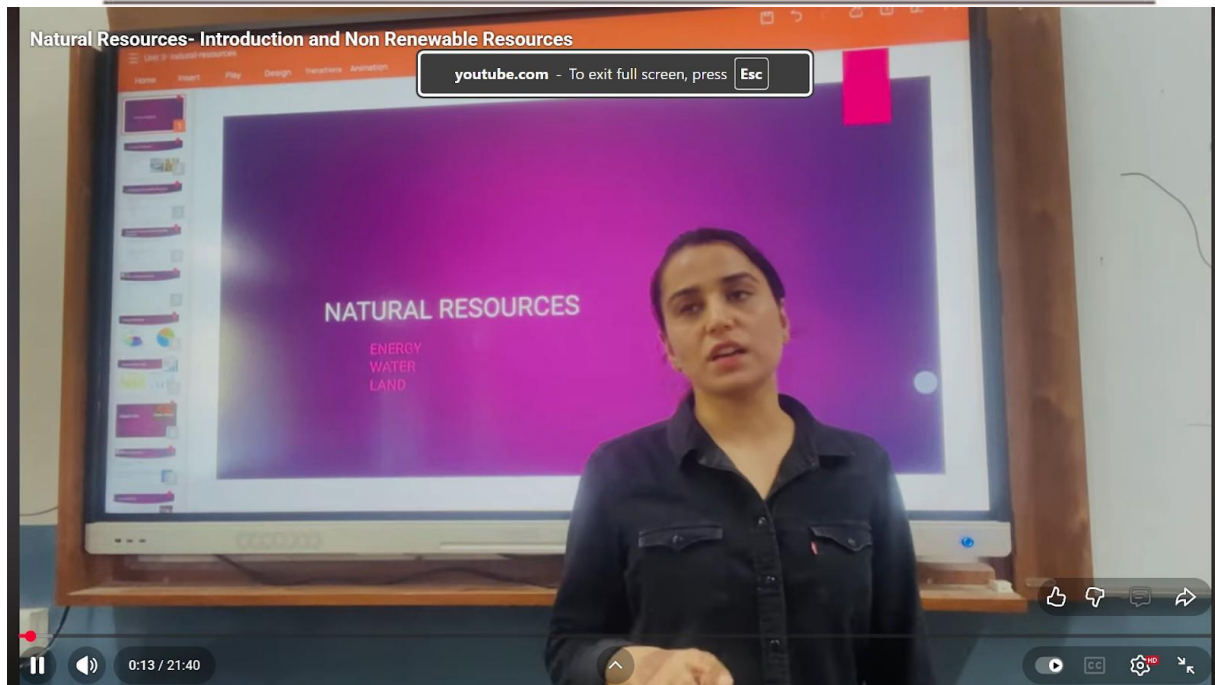 Natural Resources- Introduction and Non Renewable Resources
youtube.com - To exit full screen, press Esc
Home Insert Play Design Transitions Animation
NATURAL RESOURCES
ENERGY
WATER
LAND
0:13 / 21:40
CC
HD